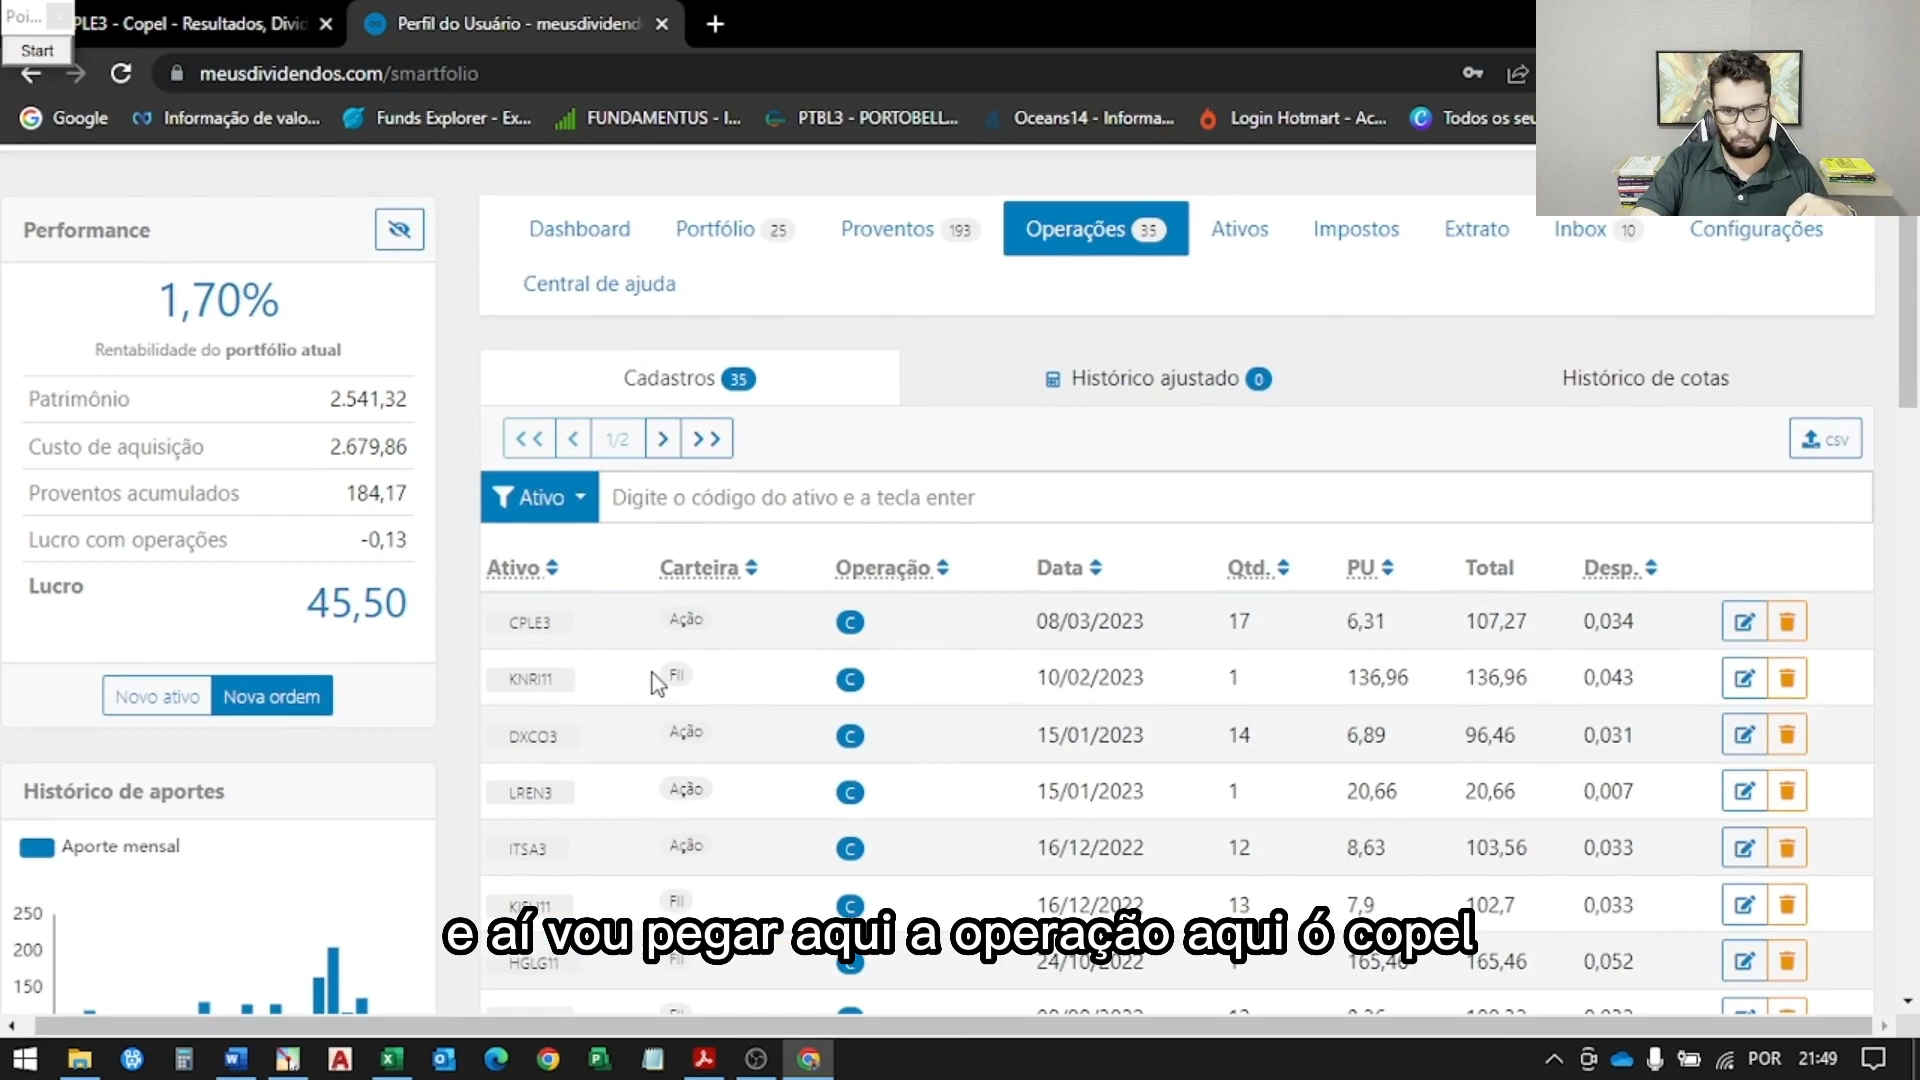 Poi...
Start
PLE3 - Copel - Resultados, Divid
Perfil do Usuário - meusdividend
meusdividendos.com/smartfolio
Google
Informação de valo...
Funds Explorer - Ex...
FUNDAMENTUS - I...
PTBL3 - PORTOBELL...
Oceans14 - Informa...
Login Hotmart - Ac...
Todos os seu
Performance
1,70%
Rentabilidade do portfólio atual
Patrimônio 2.541,32
Custo de aquisição 2.679,86
Proventos acumulados 184,17
Lucro com operações -0,13
Lucro 45,50
Novo ativo Nova ordem
Histórico de aportes
Aporte mensal
250
200
150
Dashboard Portfólio 25 Proventos 193 Operações 35 Ativos Impostos Extrato Inbox 10 Configurações
Central de ajuda
Cadastros 35 Histórico ajustado 0 Histórico de cotas
<< < 1/2 > >> CSV
Ativo Digite o código do ativo e a tecla enter
Ativo Carteira Operação Data Qtd. PU Total Desp.
CPLE3 Ação C 08/03/2023 17 6,31 107,27 0,034
KNRI11 FII C 10/02/2023 1 136,96 136,96 0,043
DXCO3 Ação C 15/01/2023 14 6,89 96,46 0,031
LREN3 Ação C 15/01/2023 1 20,66 20,66 0,007
ITSA3 Ação C 16/12/2022 12 8,63 103,56 0,033
FII C 16/12/2022 13 7,9 102,7 0,033
e aí vou pegar aqui a operação aqui ó copel
HGLG11 FII C 24/10/2022 165,46 165,46 0,052
POR 21:49